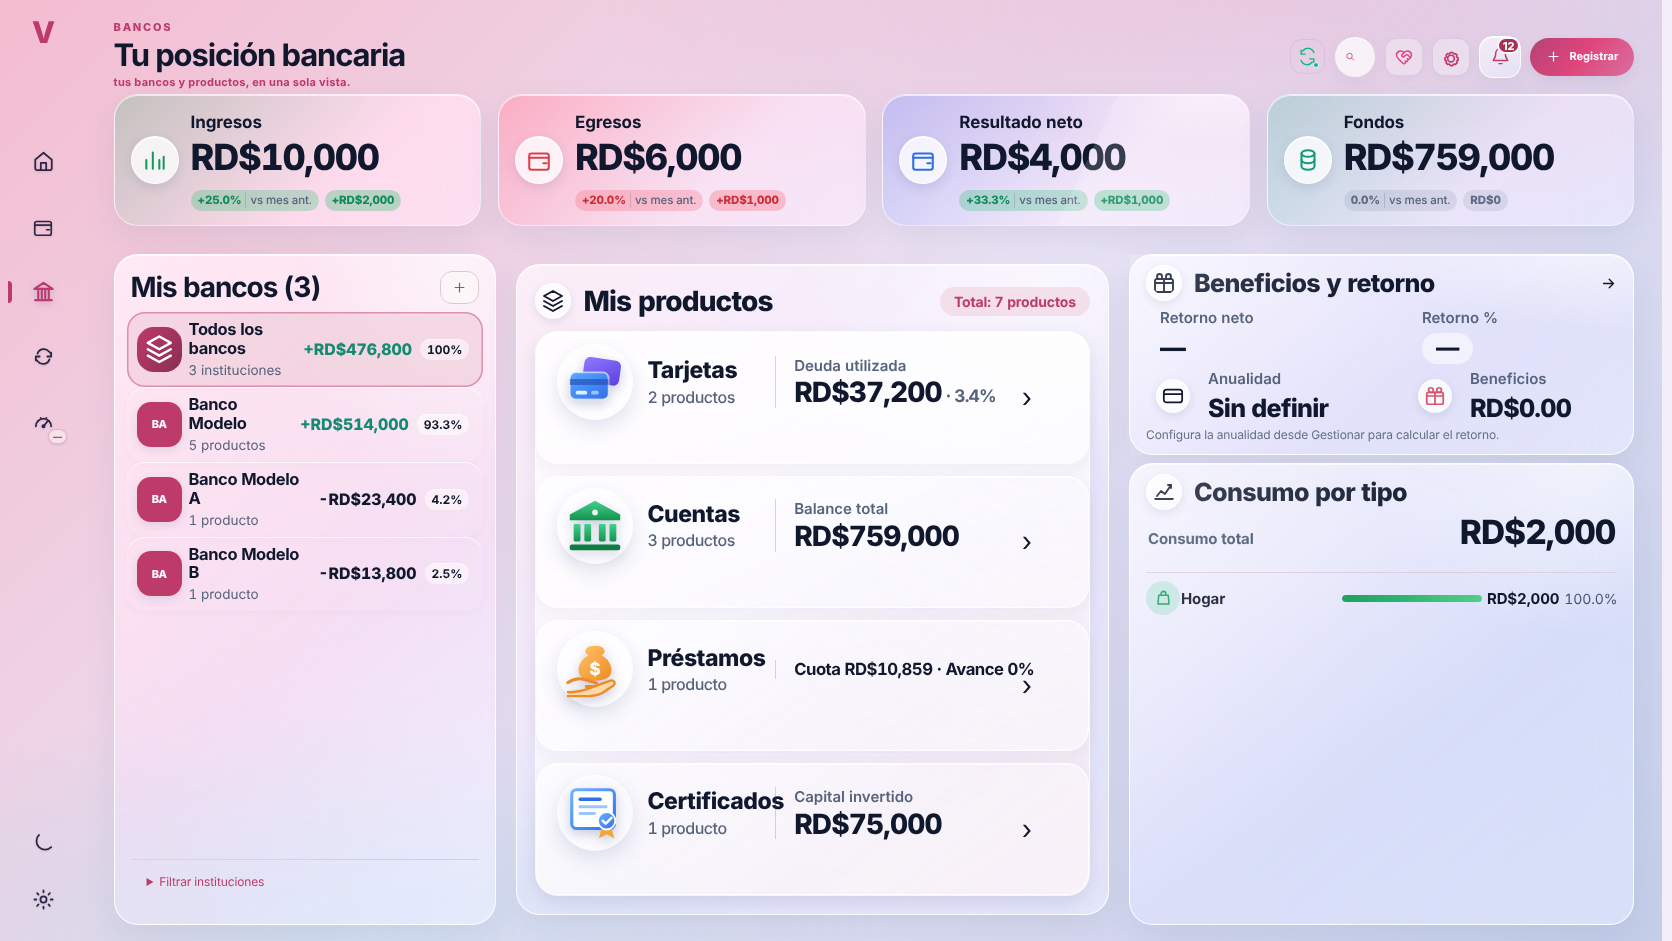 V
BANCOS
Tu posición bancaria
tus bancos y productos, en una sola vista.
12
Registrar
Ingresos
RD$10,000
+25.0% vs mes ant. +RD$2,000
Egresos
RD$6,000
+20.0% vs mes ant. +RD$1,000
Resultado neto
RD$4,000
+33.3% vs mes ant. +RD$1,000
Fondos
RD$759,000
0.0% vs mes ant. RD$0
Mis bancos (3)
+
Todos los
bancos
3 instituciones
+RD$476,800 100%
BA
Banco
Modelo
5 productos
+RD$514,000 93.3%
BA
Banco Modelo
A
1 producto
-RD$23,400 4.2%
BA
Banco Modelo
B
1 producto
-RD$13,800 2.5%
Filtrar instituciones
Mis productos
Total: 7 productos
Tarjetas
2 productos
Deuda utilizada
RD$37,200 · 3.4%
Cuentas
3 productos
Balance total
RD$759,000
$
Préstamos
1 producto
Cuota RD$10,859 · Avance 0%
Certificados
1 producto
Capital invertido
RD$75,000
Beneficios y retorno
Retorno neto
—
Retorno %
—
Anualidad
Sin definir
Beneficios
RD$0.00
Configura la anualidad desde Gestionar para calcular el retorno.
Consumo por tipo
Consumo total
RD$2,000
Hogar
RD$2,000 100.0%